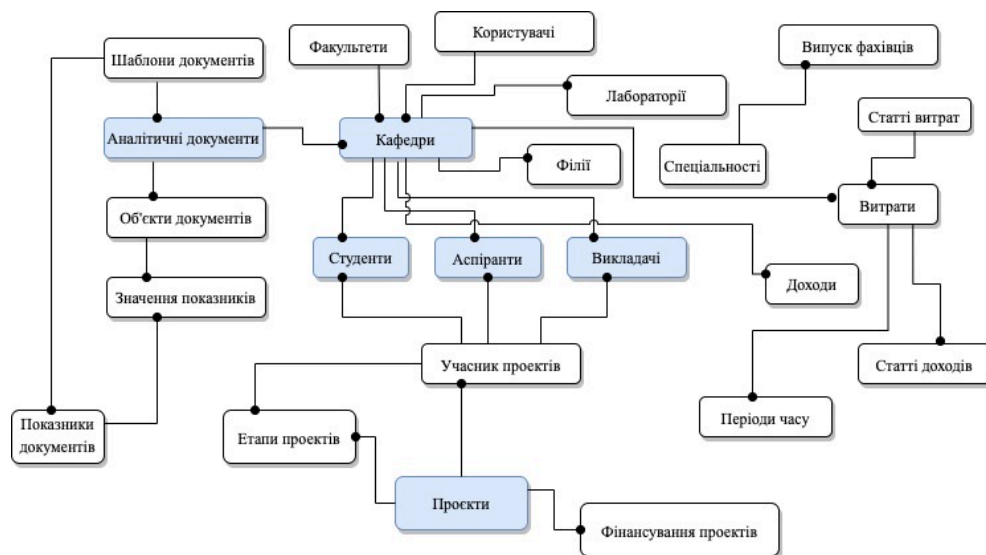 Користувачі
Факультети
Випуск фахівців
Шаблони документів
Лабораторії
Статті витрат
Аналітичні документи
Кафедри
Філії
Спеціальності
Витрати
Об'єкти документів
Студенти
Аспіранти
Викладачі
Доходи
Значення показників
Учасник проектів
Статті доходів
Показники
документів
Етапи проектів
Періоди часу
Проєкти
Фінансування проектів